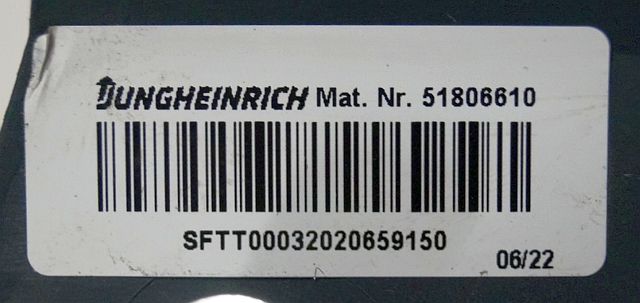 JUNGHEINRICH Mat. Nr. 51806610
SFTT00032020659150
06/22